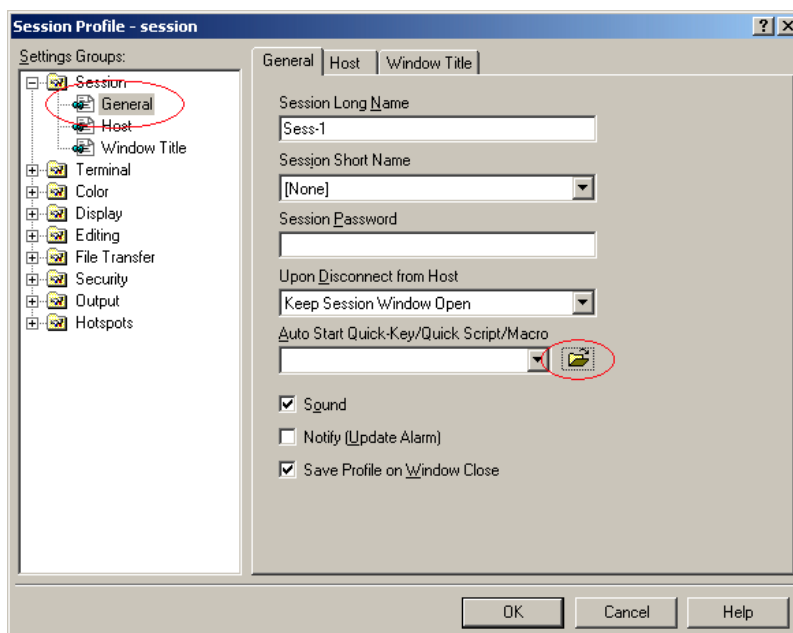 Session Profile - session
Settings Groups:
Session
General
Host
Window Title
Terminal
Color
Display
Editing
File Transfer
Security
Output
Hotspots
General Host Window Title
Session Long Name
Sess-1
Session Short Name
[None]
Session Password
Upon Disconnect from Host
Keep Session Window Open
Auto Start Quick-Key/Quick Script/Macro
Sound
Notify (Update Alarm)
Save Profile on Window Close
OK Cancel Help